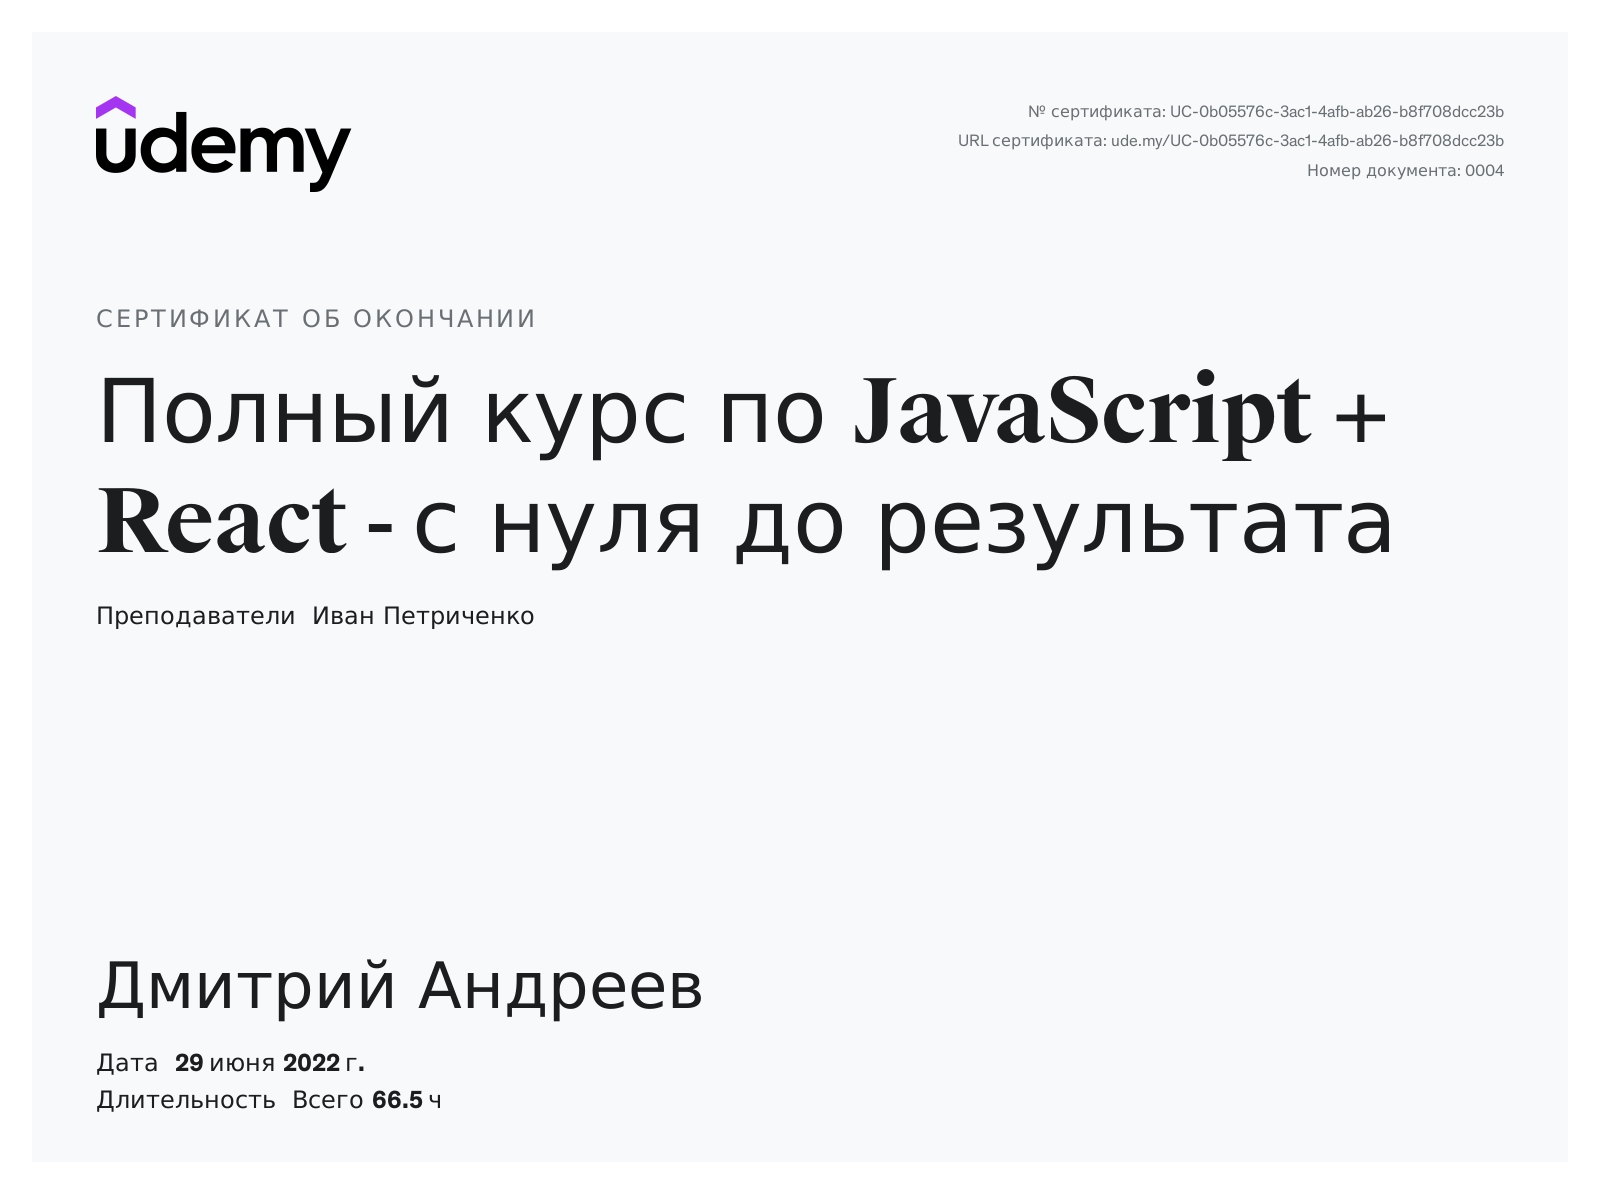 udemy
№ сертификата: UC-0b05576c-3ac1-4afb-ab26-b8f708dcc23b
URL сертификата: ude.my/UC-0b05576c-3ac1-4afb-ab26-b8f708dcc23b
Номер документа: 0004
СЕРТИФИКАТ ОБ ОКОНЧАНИИ
Полный курс по JavaScript +
React - с нуля до результата
Преподаватели Иван Петриченко
Дмитрий Андреев
Дата 29 июня 2022 г.
Длительность Всего 66.5 ч